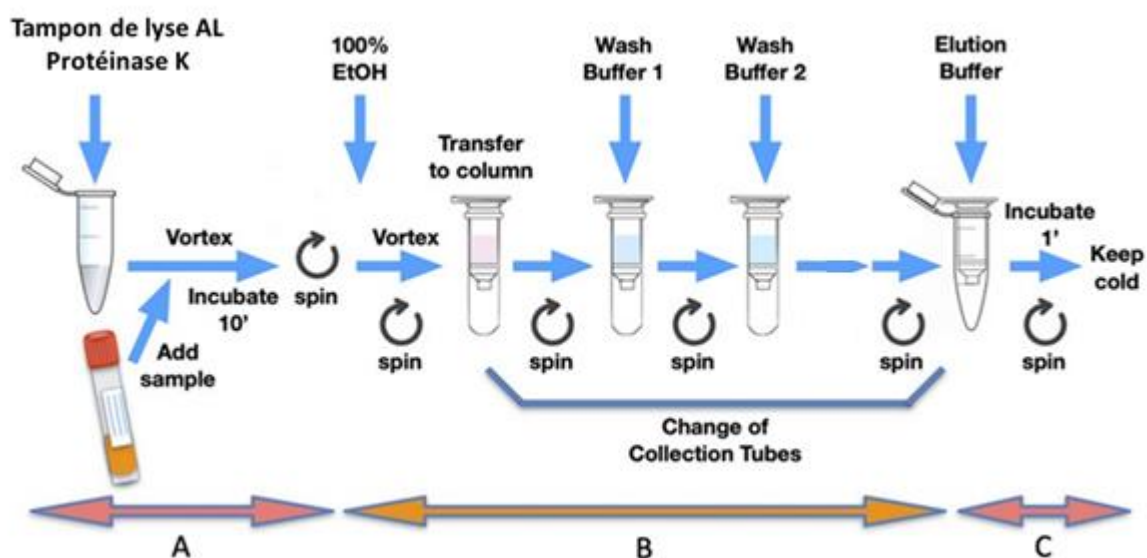 Tampon de lyse AL
Protéinase K
100%
EtOH
Wash
Buffer 1
Wash
Buffer 2
Elution
Buffer
Transfer
to column
Vortex
Incubate
10'
spin
Vortex
spin
Add
sample
spin
spin
spin
Incubate
1'
spin
Keep
cold
Change of
Collection Tubes
A
B
C